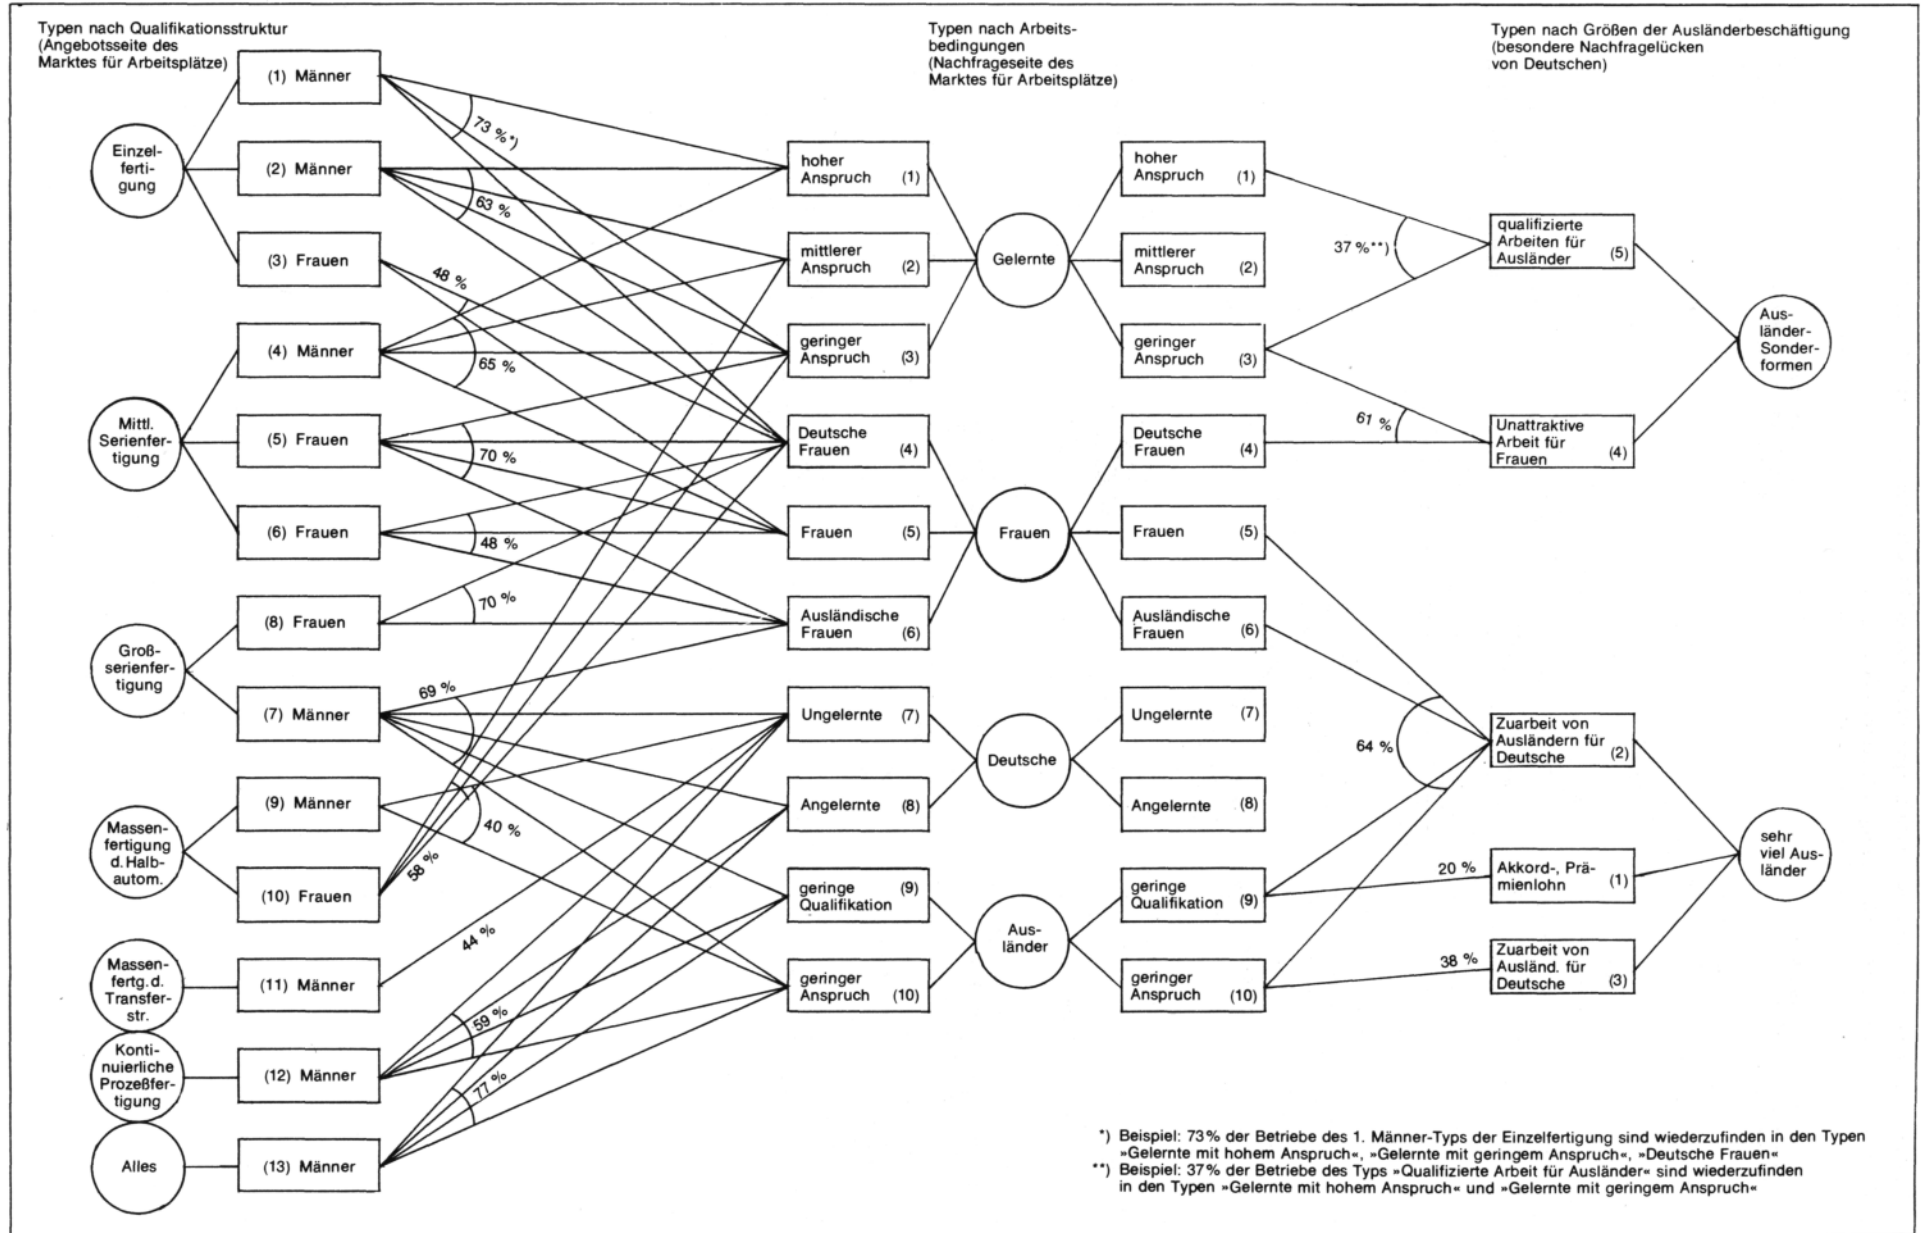 Typen nach Qualifikationsstruktur
(Angebotsseite des
Marktes für Arbeitsplätze)
Typen nach Arbeits-
bedingungen
(Nachfrageseite des
Marktes für Arbeitsplätze)
Typen nach Größen der Ausländerbeschäftigung
(besondere Nachfragelücken
von Deutschen)
Einzel-
ferti-
gung
(1) Männer
(2) Männer
(3) Frauen
Mittl.
Serienfer-
tigung
(4) Männer
(5) Frauen
(6) Frauen
Groß-
serienfer-
tigung
(8) Frauen
(7) Männer
Massen-
fertigung
d. Halb-
autom.
(9) Männer
(10) Frauen
Massen-
fertg. d.
Transfer-
str.
(11) Männer
Konti-
nuierliche
Prozeßfer-
tigung
(12) Männer
Alles
(13) Männer
73 %*)
63 %
48 %
65 %
70 %
48 %
70 %
69 %
40 %
58 %
44 %
59 %
77 %
hoher
Anspruch (1)
mittlerer
Anspruch (2)
geringer
Anspruch (3)
Deutsche
Frauen (4)
Frauen (5)
Ausländische
Frauen (6)
Ungelernte (7)
Angelernte (8)
geringe (9)
Qualifikation
geringer
Anspruch (10)
Gelernte
Frauen
Deutsche
Aus-
länder
hoher
Anspruch (1)
mittlerer
Anspruch (2)
geringer
Anspruch (3)
Deutsche
Frauen (4)
Frauen (5)
Ausländische
Frauen (6)
Ungelernte (7)
Angelernte (8)
geringe
Qualifikation (9)
geringer
Anspruch (10)
37 %**)
61 %
64 %
20 %
38 %
qualifizierte
Arbeiten für
Ausländer (5)
Unattraktive
Arbeit für
Frauen (4)
Zuarbeit von
Ausländern für
Deutsche (2)
Akkord-, Prä-
mienlohn (1)
Zuarbeit von
Ausländ. für
Deutsche (3)
Aus-
länder-
Sonder-
formen
sehr
viel Aus-
länder
*) Beispiel: 73% der Betriebe des 1. Männer-Typs der Einzelfertigung sind wiederzufinden in den Typen
»Gelernte mit hohem Anspruch«, »Gelernte mit geringem Anspruch«, »Deutsche Frauen«
**) Beispiel: 37% der Betriebe des Typs »Qualifizierte Arbeit für Ausländer« sind wiederzufinden
in den Typen »Gelernte mit hohem Anspruch« und »Gelernte mit geringem Anspruch«